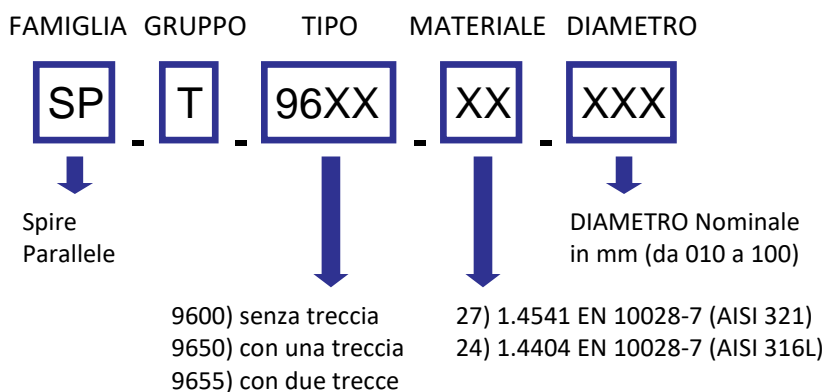 FAMIGLIA GRUPPO TIPO MATERIALE DIAMETRO
SP - T - 96XX - XX - XXX
Spire
Parallele
DIAMETRO Nominale
in mm (da 010 a 100)
9600) senza treccia
9650) con una treccia
9655) con due trecce
27) 1.4541 EN 10028-7 (AISI 321)
24) 1.4404 EN 10028-7 (AISI 316L)